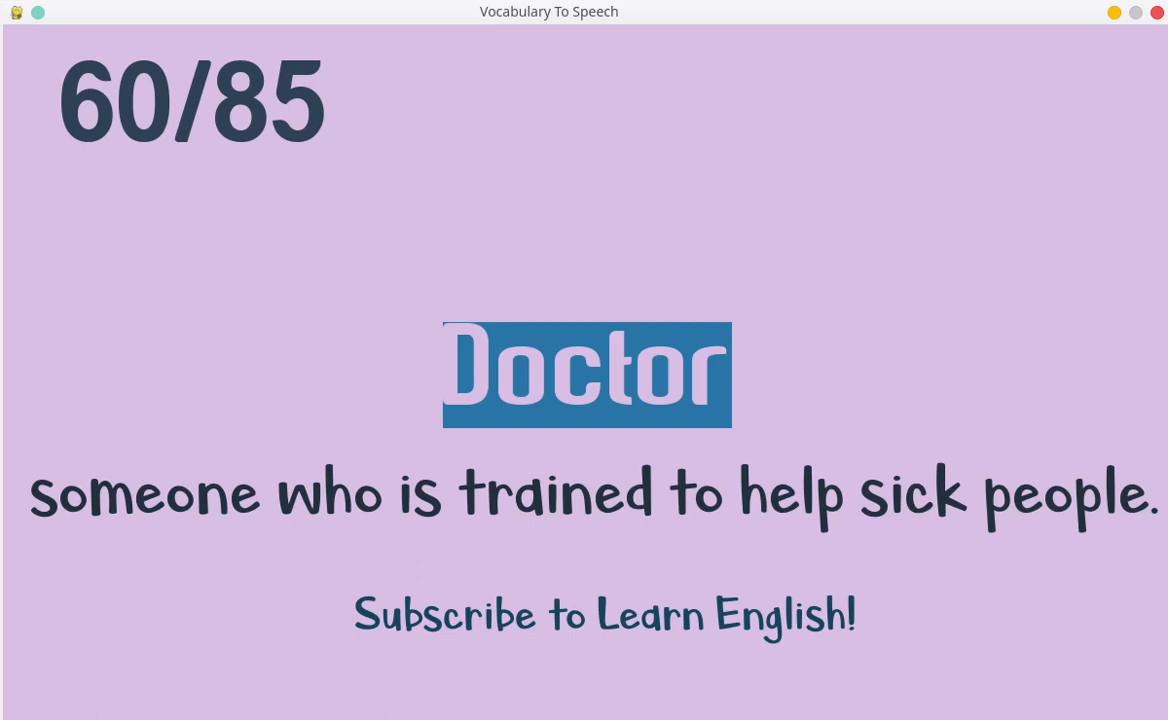 Vocabulary To Speech
60/85
Doctor
someone who is trained to help sick people.
Subscribe to Learn English!